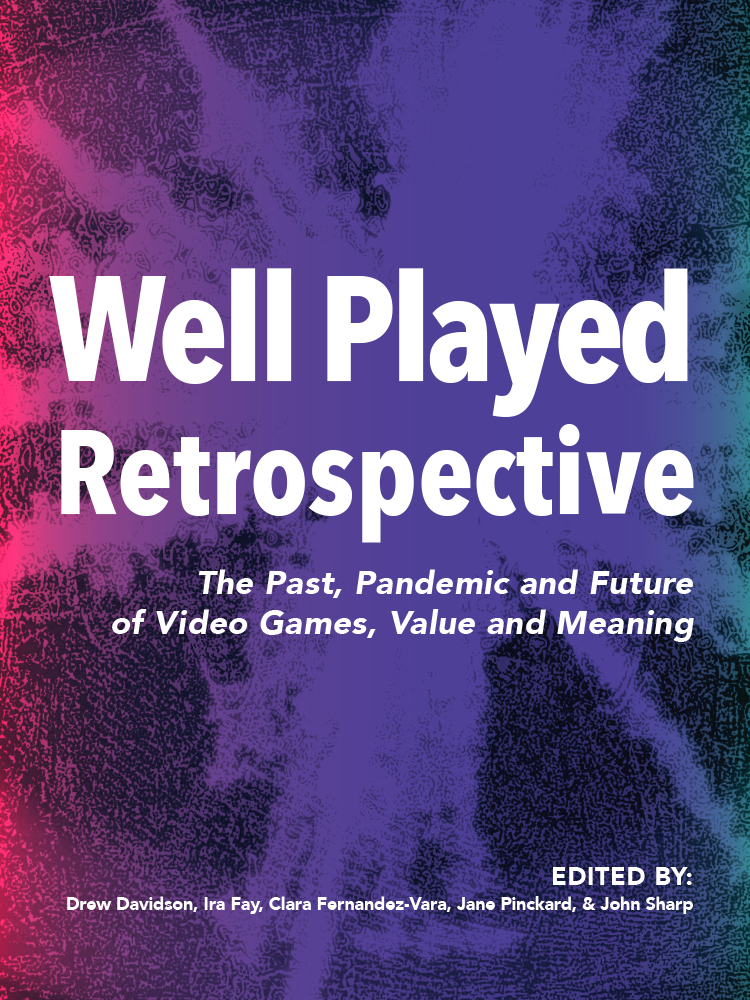 Well Played
Retrospective
The Past, Pandemic and Future
of Video Games, Value and Meaning
EDITED BY:
Drew Davidson, Ira Fay, Clara Fernandez-Vara, Jane Pinckard, & John Sharp